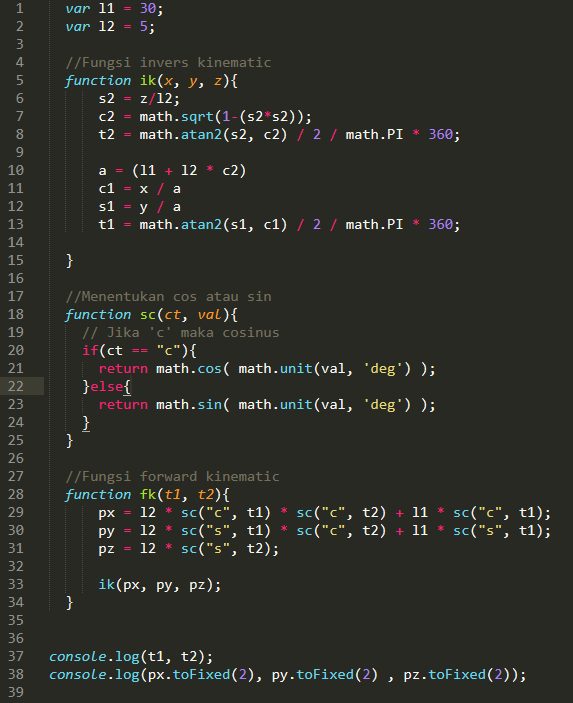 1 var l1 = 30;
2 var l2 = 5;
3
4 //Fungsi invers kinematic
5 function ik(x, y, z){
6 s2 = z/l2;
7 c2 = math.sqrt(1-(s2*s2));
8 t2 = math.atan2(s2, c2) / 2 / math.PI * 360;
9
10 a = (l1 + l2 * c2)
11 c1 = x / a
12 s1 = y / a
13 t1 = math.atan2(s1, c1) / 2 / math.PI * 360;
14
15 }
16
17 //Menentukan cos atau sin
18 function sc(ct, val){
19 // Jika 'c' maka cosinus
20 if(ct == "c"){
21 return math.cos( math.unit(val, 'deg') );
22 }else{
23 return math.sin( math.unit(val, 'deg') );
24 }
25 }
26
27 //Fungsi forward kinematic
28 function fk(t1, t2){
29 px = l2 * sc("c", t1) * sc("c", t2) + l1 * sc("c", t1);
30 py = l2 * sc("s", t1) * sc("c", t2) + l1 * sc("s", t1);
31 pz = l2 * sc("s", t2);
32
33 ik(px, py, pz);
34 }
35
36
37 console.log(t1, t2);
38 console.log(px.toFixed(2), py.toFixed(2) , pz.toFixed(2));
39